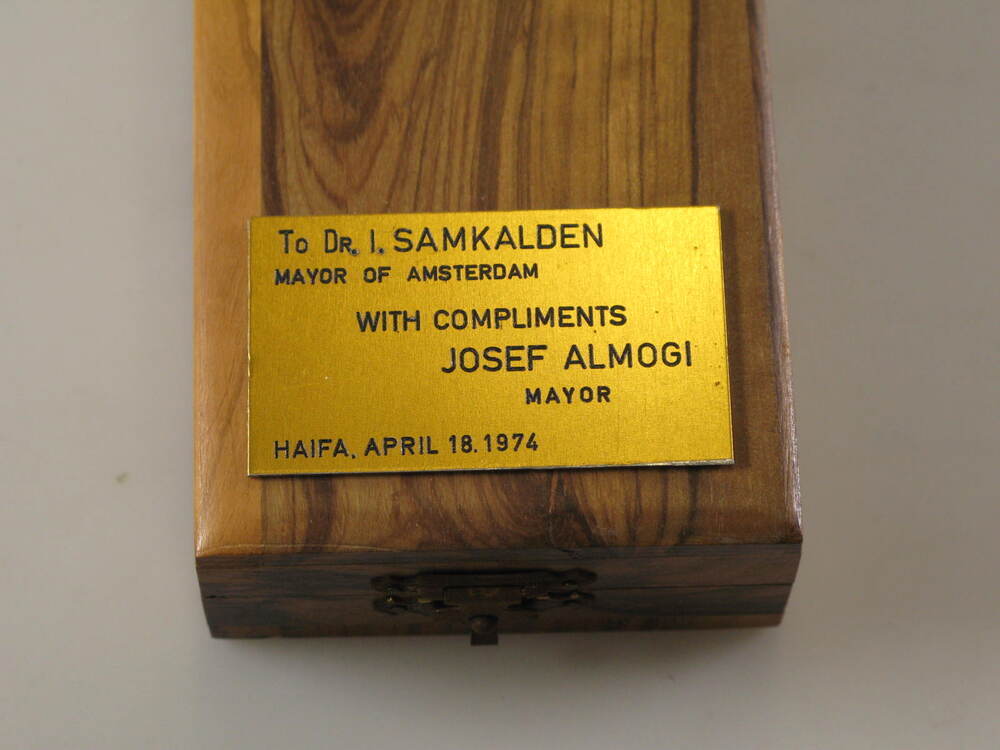 To Dr. I. SAMKALDEN
MAYOR OF AMSTERDAM
WITH COMPLIMENTS
JOSEF ALMOGI
MAYOR
HAIFA, APRIL 18.1974